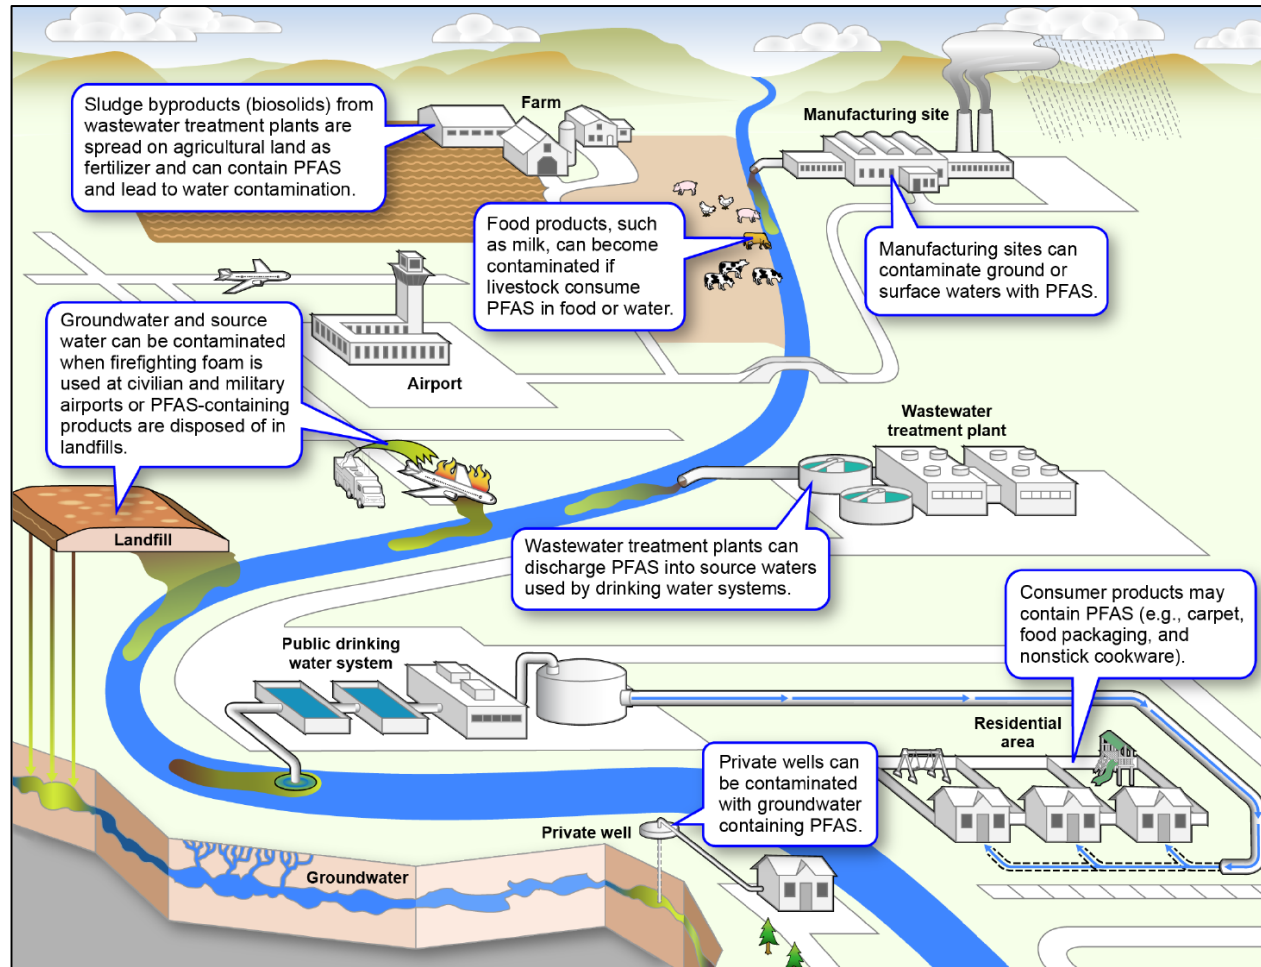 Sludge byproducts (biosolids) from
wastewater treatment plants are
spread on agricultural land as
fertilizer and can contain PFAS
and lead to water contamination.
Farm
Manufacturing site
Food products, such
as milk, can become
contaminated if
livestock consume
PFAS in food or water.
Manufacturing sites can
contaminate ground or
surface waters with PFAS.
Groundwater and source
water can be contaminated
when firefighting foam is
used at civilian and military
airports or PFAS-containing
products are disposed of in
landfills.
Airport
Wastewater
treatment plant
Landfill
Wastewater treatment plants can
discharge PFAS into source waters
used by drinking water systems.
Consumer products may
contain PFAS (e.g., carpet,
food packaging, and
nonstick cookware).
Public drinking
water system
Residential
area
Private wells can
be contaminated
with groundwater
containing PFAS.
Private well
Groundwater